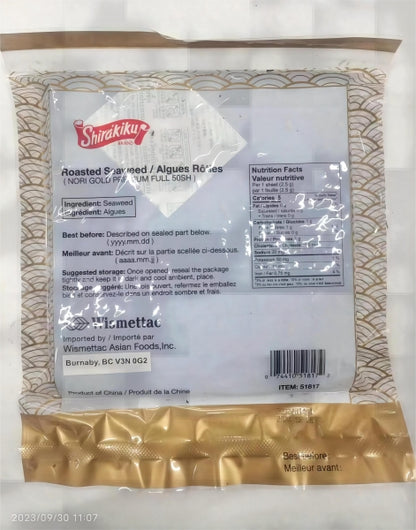 Shirakiku
BRAND
Roasted Seaweed / Algues Rôties
( NORI GOLD PREMIUM FULL 50SH )
Ingredient: Seaweed
Ingrédient: Algues
Best before: Described on sealed part below.
( yyyy.mm.dd )
Meilleur avant: Décrit sur la partie scellée ci-dessous.
( aaaa.mm.jj )
Suggested storage: Once opened, reseal the package
tightly and keep it in dark and cool ambient, place.
Stockage suggéré: Une ouvert, refermez le emballez
bien et conservez-le dans un endroit sombre et frais.
Wismettac
Imported by / Importé par
Wismettac Asian Foods,Inc.
Burnaby, BC V3N 0G2
Product of China / Produit de la Chine
Nutrition Facts
Valeur nutritive
Per 1 sheet (2.5 g)
par 1 feuille (2.5 g)
Calories 5
ITEM: 51817
Best before:
Meilleur avant:
2023/09/30 11:07